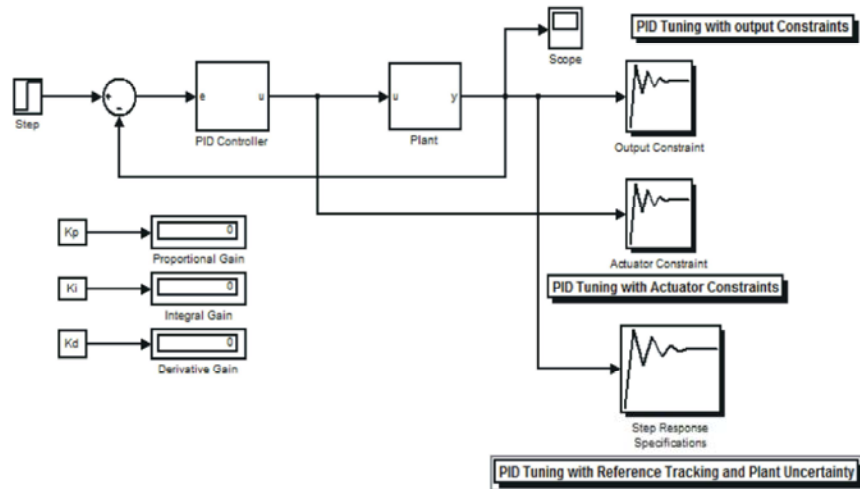 PID Tuning with output Constraints
Scope
+
-
Step
e
u
PID Controller
u
y
Plant
Output Constraint
Kp
0
Proportional Gain
Actuator Constraint
PID Tuning with Actuator Constraints
Ki
0
Integral Gain
Kd
0
Derivative Gain
Step Response
Specifications
PID Tuning with Reference Tracking and Plant Uncertainty